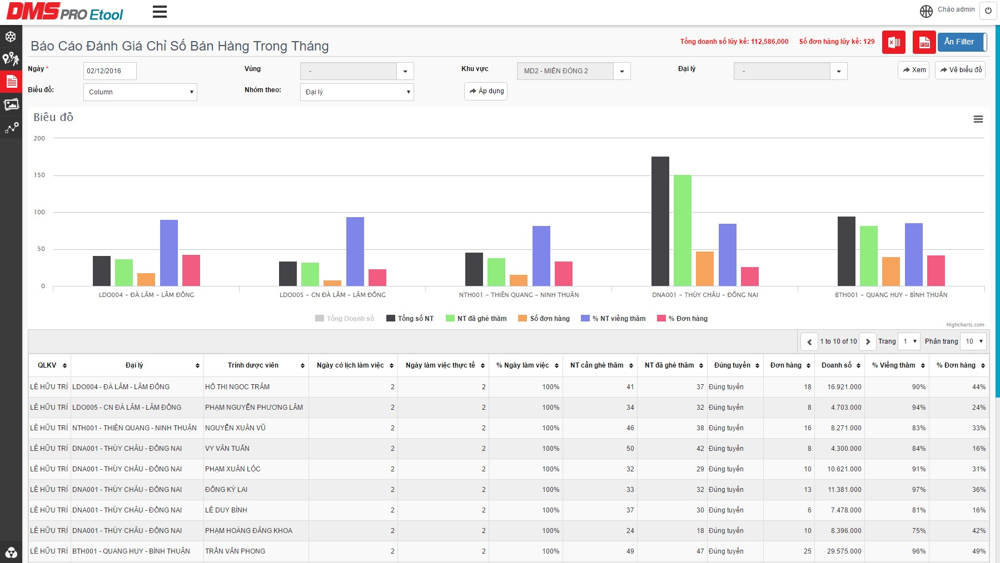 DMS PRO Etool
Chào admin
Báo Cáo Đánh Giá Chỉ Số Bán Hàng Trong Tháng
Tổng doanh số lũy kế: 112,586,000 Số đơn hàng lũy kế: 129
Ẩn Filter
Ngày * 02/12/2016 Vùng - Khu vực MD2 - MIỀN ĐÔNG 2 Đại lý - Xem Vẽ biểu đồ
Biểu đồ: Column Nhóm theo: Đại lý Áp dụng
Biểu đồ
200
150
100
50
0
LDO004 - ĐÀ LÂM - LÂM ĐỒNG LDO005 - CN ĐÀ LÂM - LÂM ĐỒNG NTH001 - THIÊN QUANG - NINH THUẬN DNA001 - THÙY CHÂU - ĐỒNG NAI BTH001 - QUANG HUY - BÌNH THUẬN
Tổng Doanh số Tổng số NT NT đã ghé thăm Số đơn hàng % NT viếng thăm % Đơn hàng
Highcharts.com
1 to 10 of 10 Trang 1 Phân trang 10
QLKV Đại lý Trình dược viên Ngày có lịch làm việc Ngày làm việc thực tế % Ngày làm việc NT cần ghé thăm NT đã ghé thăm Đúng tuyến Đơn hàng Doanh số % Viếng thăm % Đơn hàng
LÊ HỮU TRÍ LDO004 - ĐÀ LÂM - LÂM ĐỒNG HỒ THỊ NGỌC TRÂM 2 2 100% 41 37 Đúng tuyến 18 16.921.000 90% 44%
LÊ HỮU TRÍ LDO005 - CN ĐÀ LÂM - LÂM ĐỒNG PHẠM NGUYỄN PHƯƠNG LÂM 2 2 100% 34 32 Đúng tuyến 8 4.703.000 94% 24%
LÊ HỮU TRÍ NTH001 - THIÊN QUANG - NINH THUẬN NGUYỄN XUÂN VŨ 2 2 100% 46 38 Đúng tuyến 16 8.271.000 83% 33%
LÊ HỮU TRÍ DNA001 - THÙY CHÂU - ĐỒNG NAI VY VĂN TUẤN 2 2 100% 50 42 Đúng tuyến 8 4.300.000 84% 16%
LÊ HỮU TRÍ DNA001 - THÙY CHÂU - ĐỒNG NAI PHẠM XUÂN LỘC 2 2 100% 32 29 Đúng tuyến 10 10.621.000 91% 31%
LÊ HỮU TRÍ DNA001 - THÙY CHÂU - ĐỒNG NAI ĐỒNG KỲ LAI 2 2 100% 33 32 Đúng tuyến 13 11.381.000 97% 36%
LÊ HỮU TRÍ DNA001 - THÙY CHÂU - ĐỒNG NAI LÊ DUY BÌNH 2 2 100% 37 30 Đúng tuyến 6 7.478.000 81% 16%
LÊ HỮU TRÍ DNA001 - THÙY CHÂU - ĐỒNG NAI PHẠM HOÀNG ĐĂNG KHOA 2 2 100% 24 18 Đúng tuyến 10 8.396.000 75% 42%
LÊ HỮU TRÍ BTH001 - QUANG HUY - BÌNH THUẬN TRẦN VĂN PHONG 2 2 100% 49 47 Đúng tuyến 25 29.575.000 96% 49%